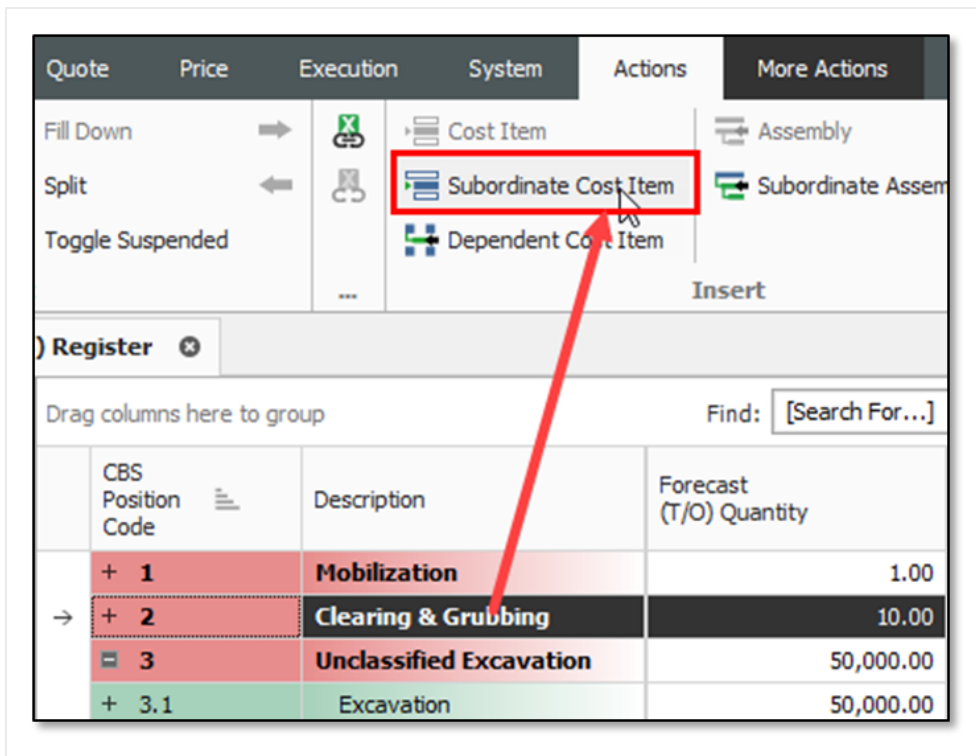 Quote Price Execution System Actions More Actions
Fill Down Cost Item Assembly
Split Subordinate Cost Item Subordinate Assem
Toggle Suspended Dependent Cost Item
... Insert
) Register
Drag columns here to group Find: [Search For...]
CBS
Position
Code
Description
Forecast
(T/O) Quantity
+ 1 Mobilization 1.00
+ 2 Clearing & Grubbing 10.00
3 Unclassified Excavation 50,000.00
+ 3.1 Excavation 50,000.00